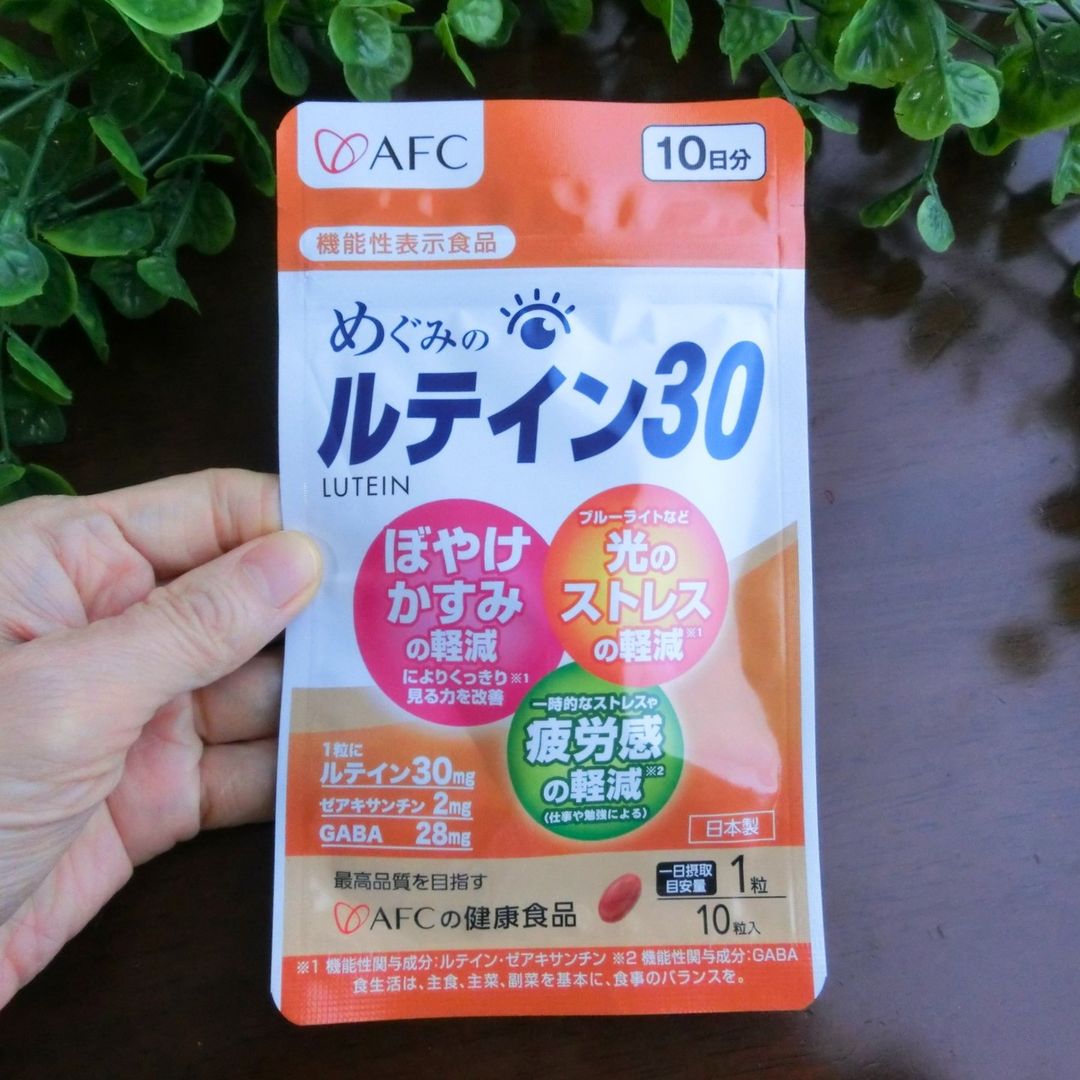 AFC
10日分
機能性表示食品
めぐみの
ルテイン30
LUTEIN
ぼやけ
かすみ
の軽減
によりくっきり※1
見る力を改善
ブルーライトなど
光の
ストレス
の軽減※1
一時的なストレスや
疲労感
の軽減※2
(仕事や勉強による)
1粒に
ルテイン30mg
ゼアキサンチン 2mg
GABA 28mg
日本製
最高品質を目指す
AFCの健康食品
一日摂取
目安量 1粒
10粒入
※1 機能性関与成分:ルテイン・ゼアキサンチン ※2 機能性関与成分:GABA
食生活は、主食、主菜、副菜を基本に、食事のバランスを。